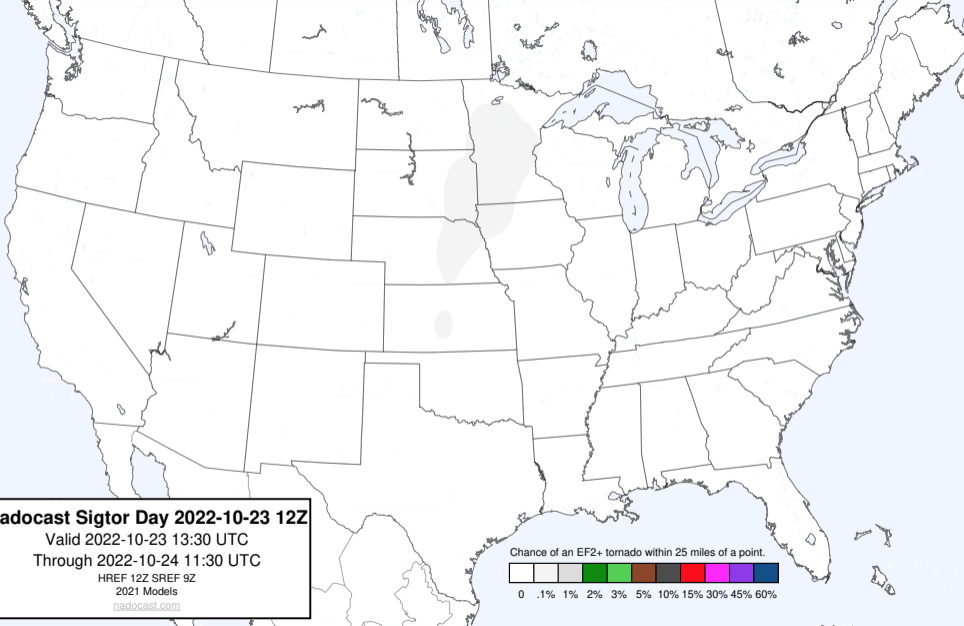 adocast Sigtor Day 2022-10-23 12Z
Valid 2022-10-23 13:30 UTC
Through 2022-10-24 11:30 UTC
HREF 12Z SREF 9Z
2021 Models
nadocast.com
Chance of an EF2+ tornado within 25 miles of a point.
0 .1% 1% 2% 3% 5% 10% 15% 30% 45% 60%